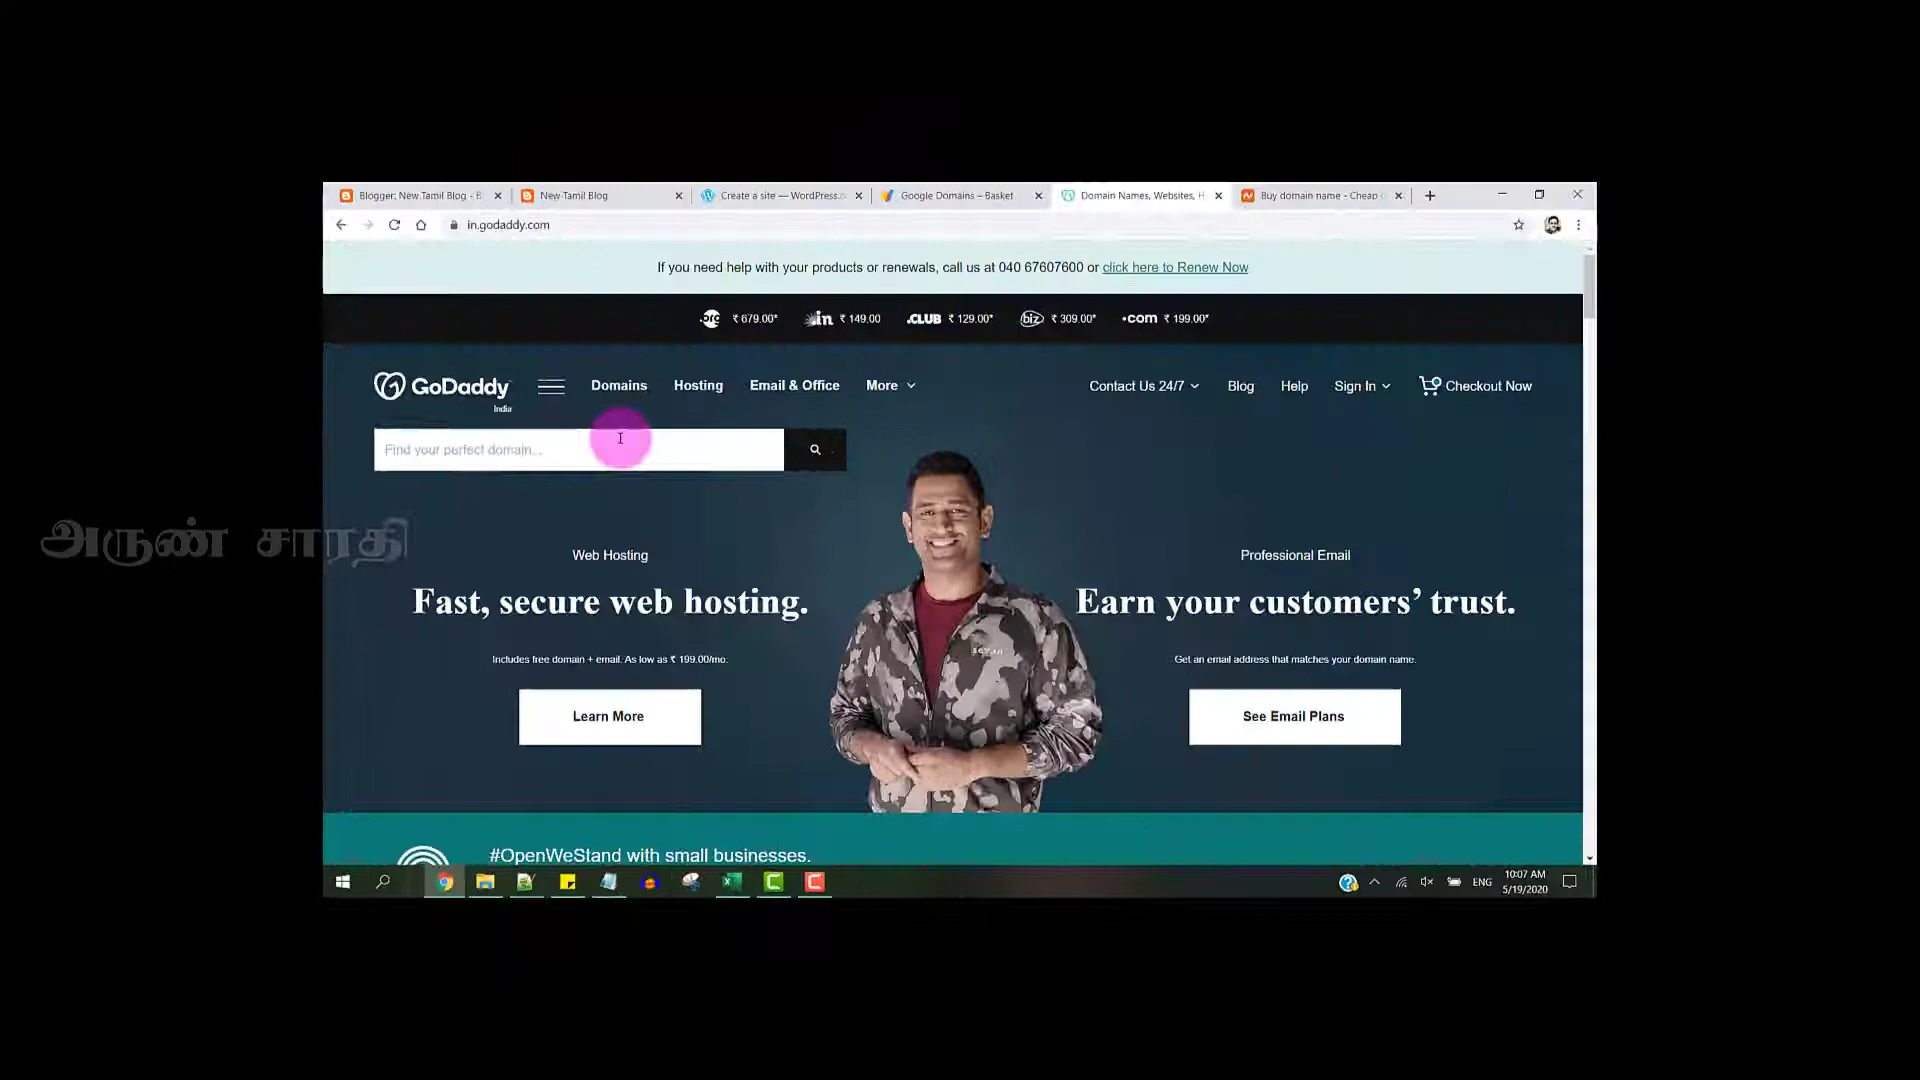 Blogger: New Tamil Blog - B
New Tamil Blog
Create a site — WordPress.c
Google Domains – Basket
Domain Names, Websites, H
Buy domain name - Cheap
in.godaddy.com
If you need help with your products or renewals, call us at 040 67607600 or click here to Renew Now
.org ₹ 679.00* .in ₹ 149.00 .CLUB ₹ 129.00* biz ₹ 309.00* .com ₹ 199.00*
GoDaddy
India
Domains Hosting Email & Office More
Contact Us 24/7 Blog Help Sign In Checkout Now
Find your perfect domain...
அருண் சாரதி
Web Hosting
Fast, secure web hosting.
Includes free domain + email. As low as ₹ 199.00/mo.
Learn More
Professional Email
Earn your customers’ trust.
Get an email address that matches your domain name.
See Email Plans
#OpenWeStand with small businesses.
ENG
10:07 AM
5/19/2020